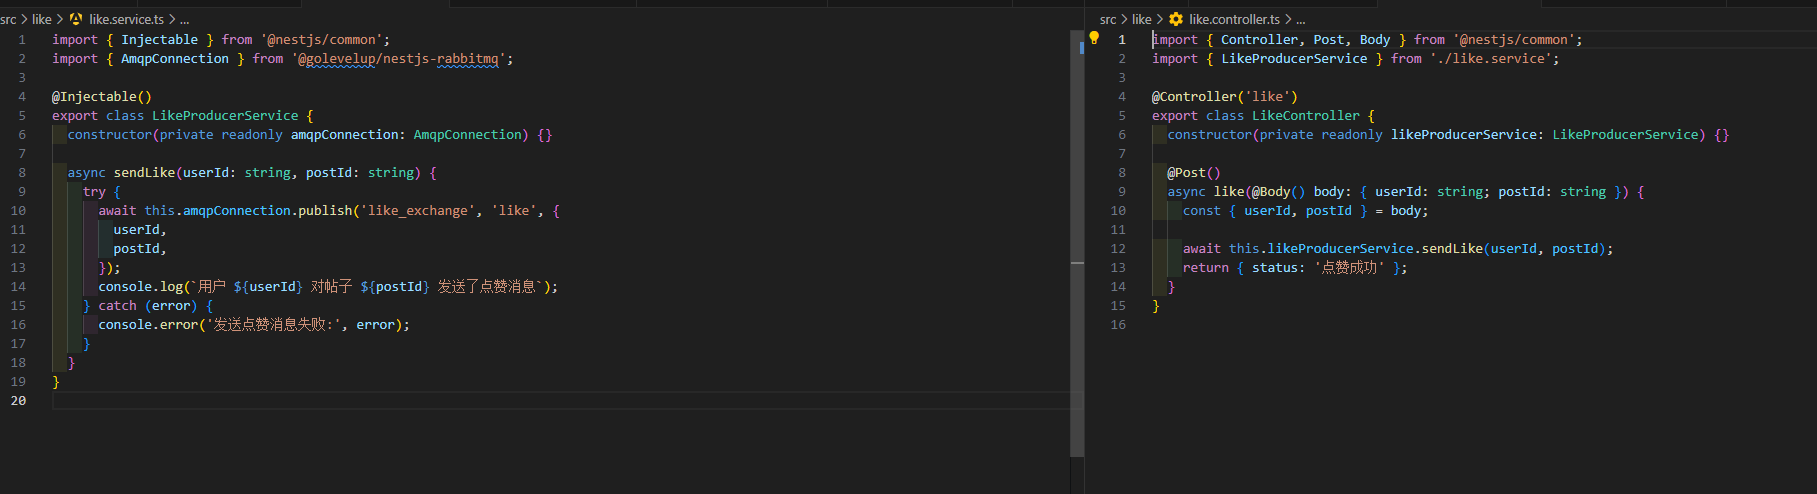 src > like > like.service.ts > ...
1 import { Injectable } from '@nestjs/common';
2 import { AmqpConnection } from '@golevelup/nestjs-rabbitmq';
3
4 @Injectable()
5 export class LikeProducerService {
6 constructor(private readonly amqpConnection: AmqpConnection) {}
7
8 async sendLike(userId: string, postId: string) {
9 try {
10 await this.amqpConnection.publish('like_exchange', 'like', {
11 userId,
12 postId,
13 });
14 console.log(`用户 ${userId} 对帖子 ${postId} 发送了点赞消息`);
15 } catch (error) {
16 console.error('发送点赞消息失败:', error);
17 }
18 }
19 }
20
src > like > like.controller.ts > ...
1 import { Controller, Post, Body } from '@nestjs/common';
2 import { LikeProducerService } from './like.service';
3
4 @Controller('like')
5 export class LikeController {
6 constructor(private readonly likeProducerService: LikeProducerService) {}
7
8 @Post()
9 async like(@Body() body: { userId: string; postId: string }) {
10 const { userId, postId } = body;
11
12 await this.likeProducerService.sendLike(userId, postId);
13 return { status: '点赞成功' };
14 }
15 }
16